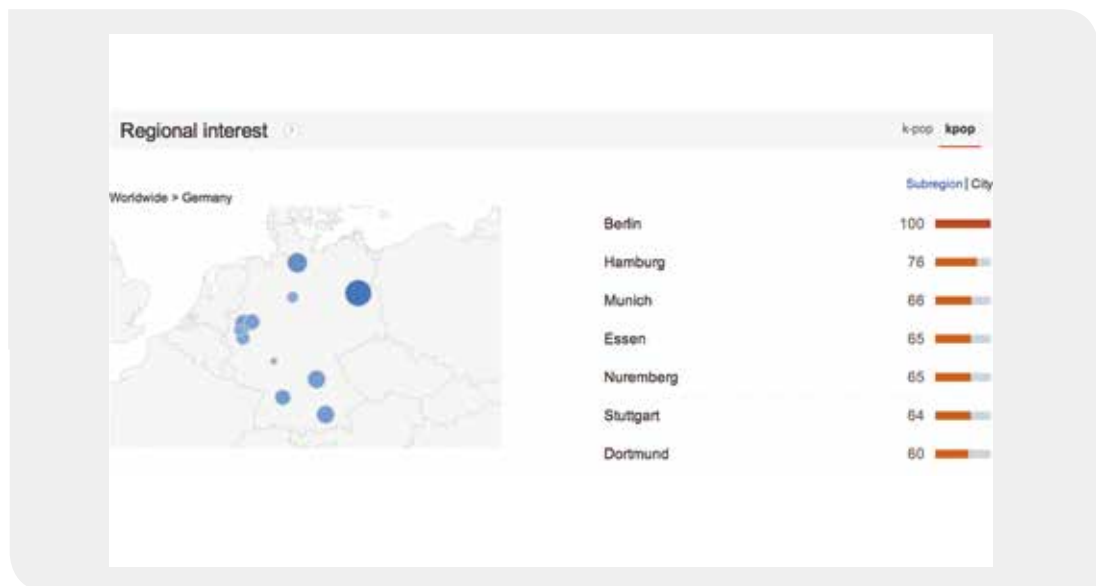 Regional interest ?
k-pop kpop
Subregion | City
Worldwide > Germany
Berlin 100
Hamburg 76
Munich 66
Essen 65
Nuremberg 65
Stuttgart 64
Dortmund 60